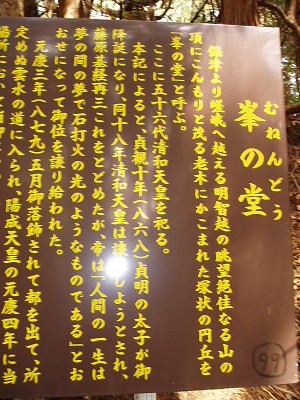 むねんどう
峯の堂
保津より嵯峨へ越える明智越の眺望絶佳なる山の
頂にこんもりと茂る老木にかこまれた塚状の円丘を
「峯の堂」と呼ぶ。
ここに五十六代清和天皇を祀る。
本記によると、貞観十年(八六八)貞明の太子が御
降誕になり、同十八年清和天皇は譲しようとされ、
藤原基経再三これをとどめたが、帝は「人間の一生は
夢の間の夢で石打火の光のようなものである」とお
おせになって御位を譲り給われた。
元慶三年(八七九)五月御落飾されて都を出て、所
定めぬ雲水の道に入られ、陽成天皇の元慶四年に当
99